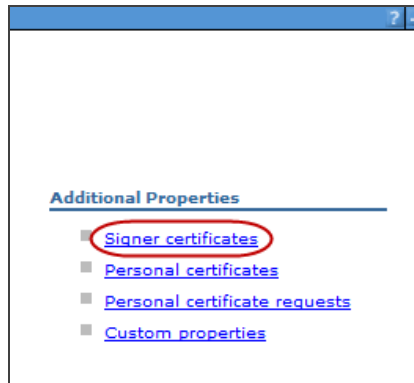 ?
Additional Properties
Signer certificates
Personal certificates
Personal certificate requests
Custom properties